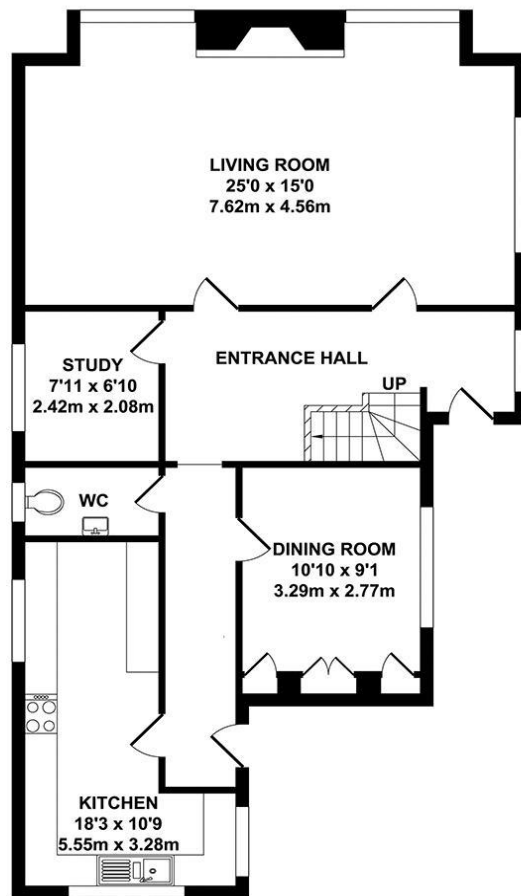 LIVING ROOM
25'0 x 15'0
7.62m x 4.56m
STUDY
7'11 x 6'10
2.42m x 2.08m
ENTRANCE HALL
UP
WC
DINING ROOM
10'10 x 9'1
3.29m x 2.77m
KITCHEN
18'3 x 10'9
5.55m x 3.28m